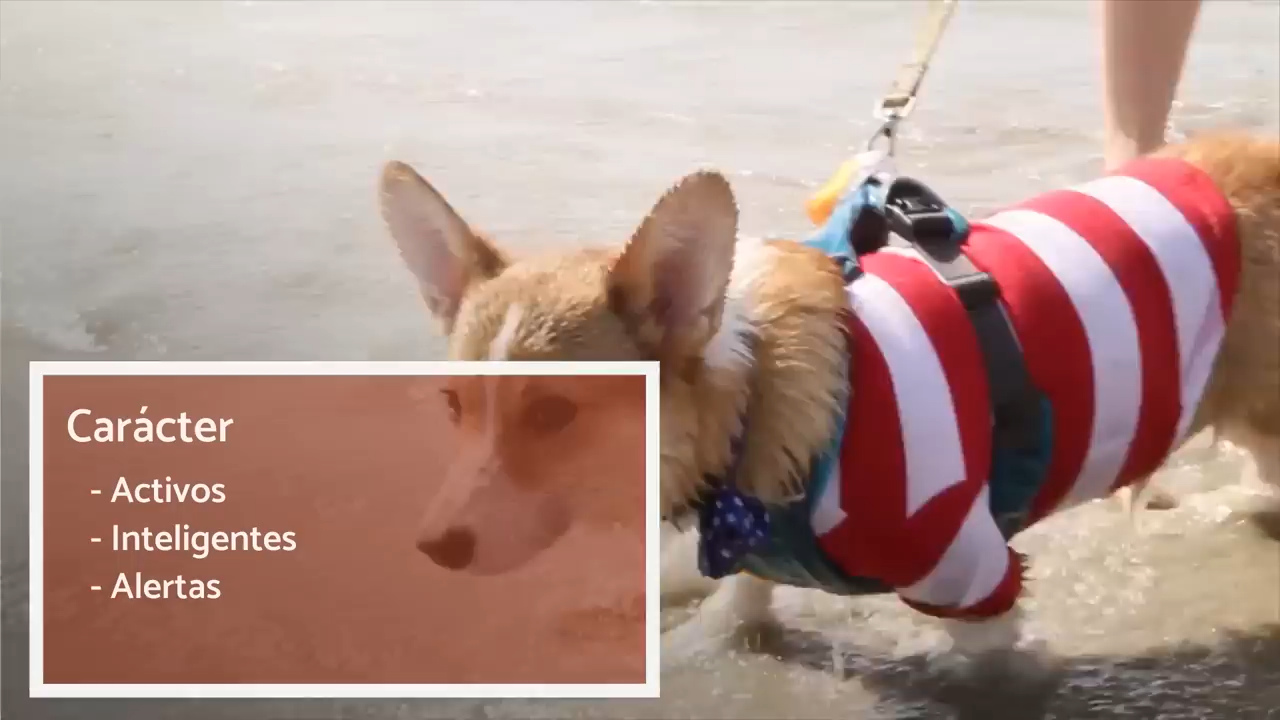 Carácter
- Activos
- Inteligentes
- Alertas